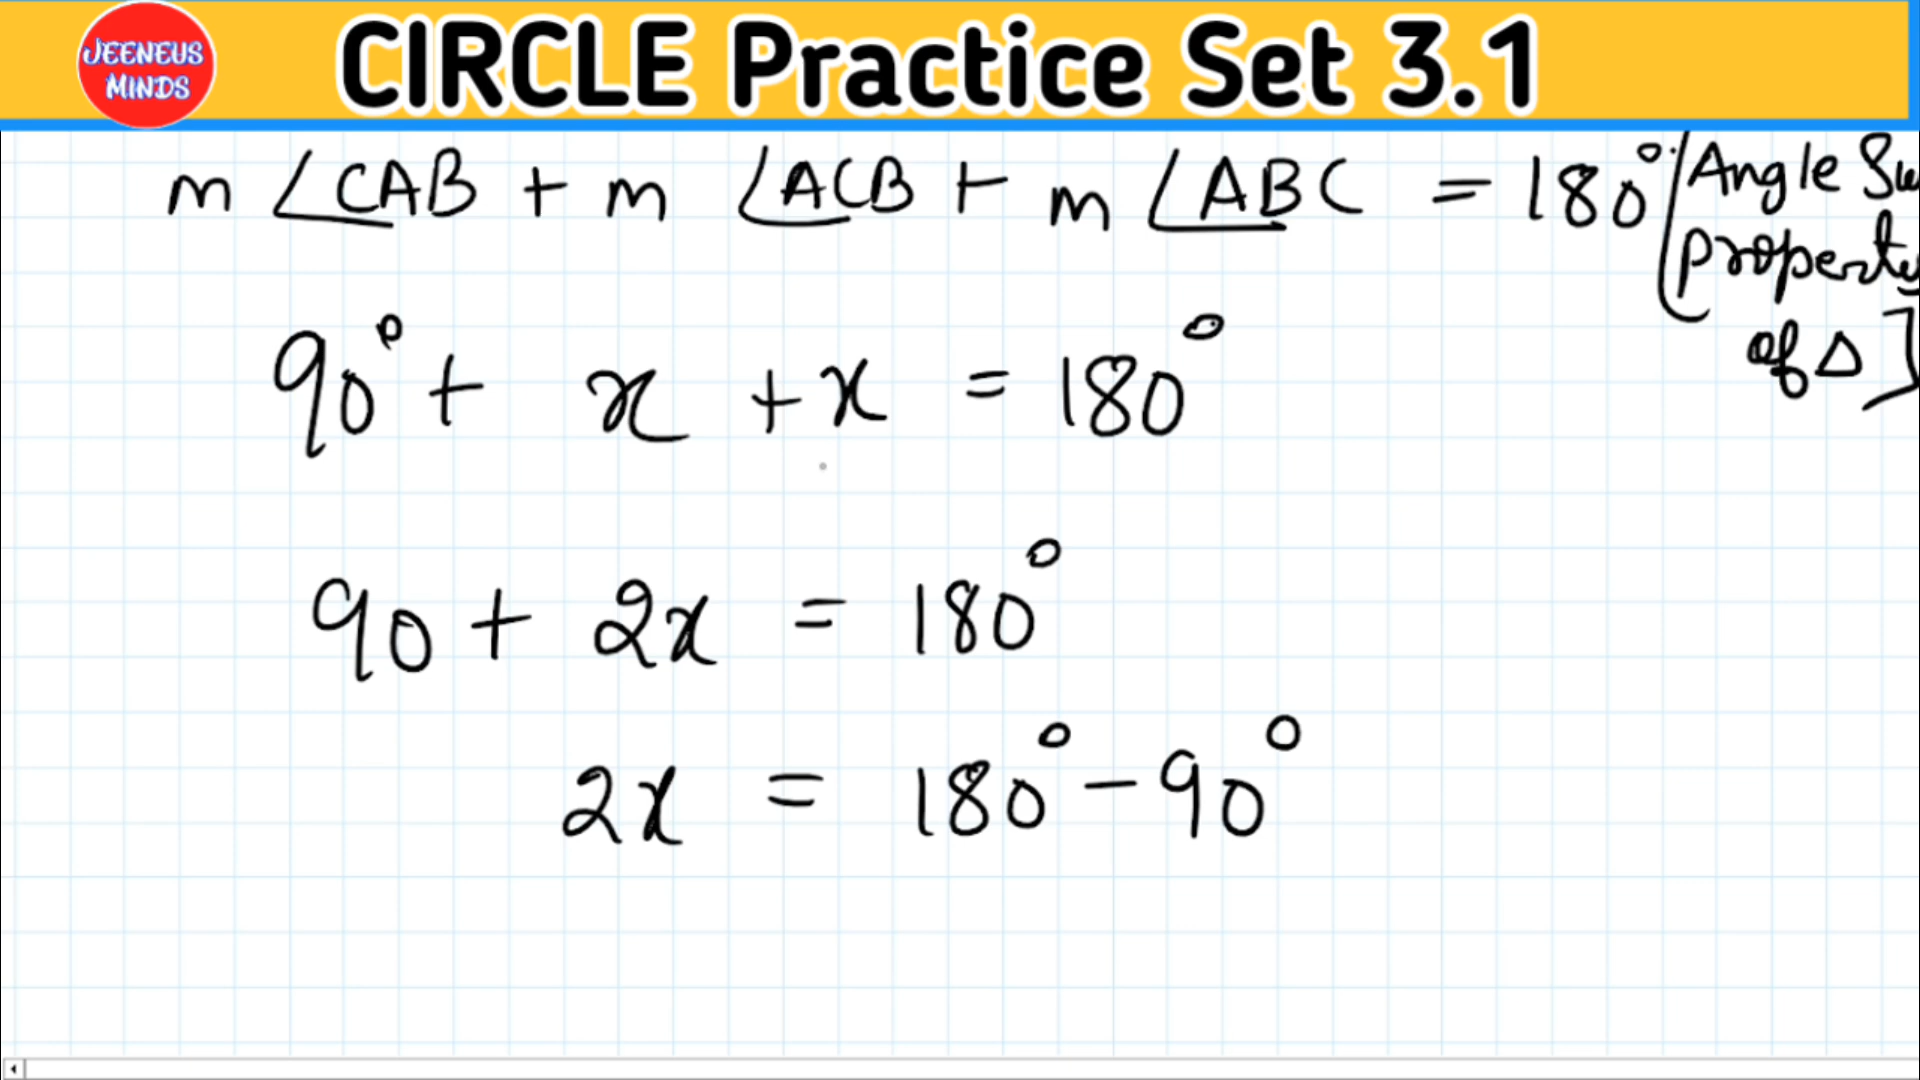 JEENEUS
MINDS
CIRCLE Practice Set 3.1
m ∠CAB + m ∠ACB + m ∠ABC = 180° [Angle Su
property
of Δ]
90° + x + x = 180°
90 + 2x = 180°
2x = 180° - 90°